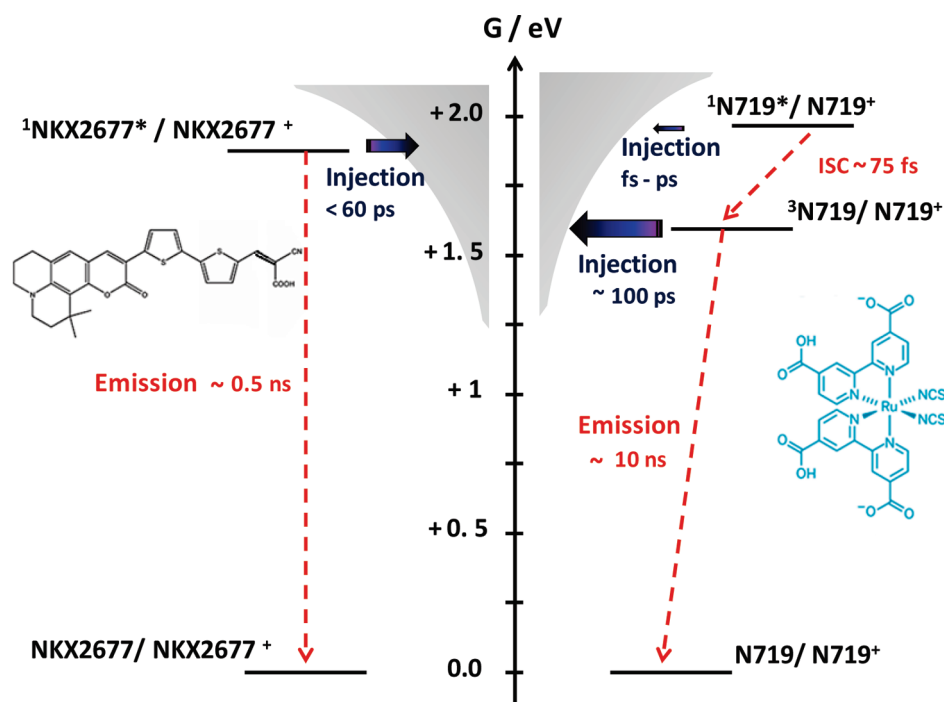 G / eV
+ 2.0
+ 1.5
+ 1
+ 0. 5
0.0
¹NKX2677* / NKX2677 ⁺
Injection
< 60 ps
S
S
CN
COOH
N
O
O
Emission ~ 0.5 ns
NKX2677/ NKX2677 ⁺
¹N719*/ N719⁺
Injection
fs - ps
ISC ~ 75 fs
³N719/ N719⁺
Injection
~ 100 ps
Emission
~ 10 ns
⁻O
O
OH
O
N
N
Ru
NCS
NCS
N
N
O
OH
O
⁻O
N719/ N719⁺